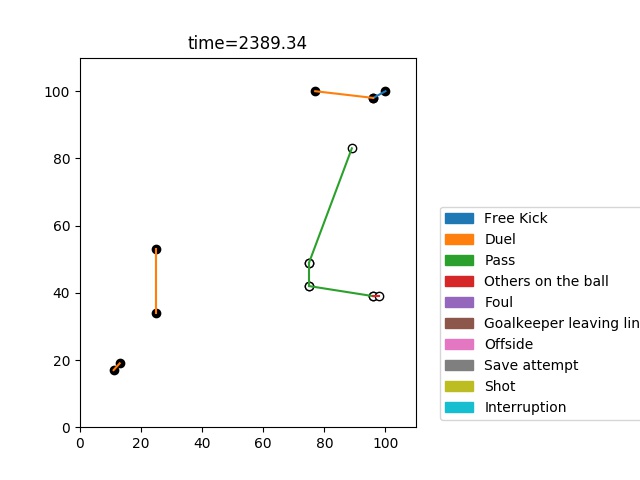 time=2389.34
100
80
60
40
20
0
0 20 40 60 80 100
Free Kick
Duel
Pass
Others on the ball
Foul
Goalkeeper leaving lin
Offside
Save attempt
Shot
Interruption